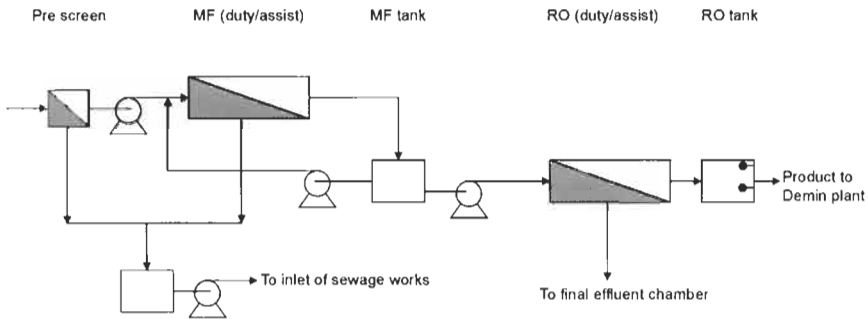 Pre screen
MF (duty/assist)
MF tank
RO (duty/assist)
RO tank
Product to
Demin plant
To inlet of sewage works
To final effluent chamber